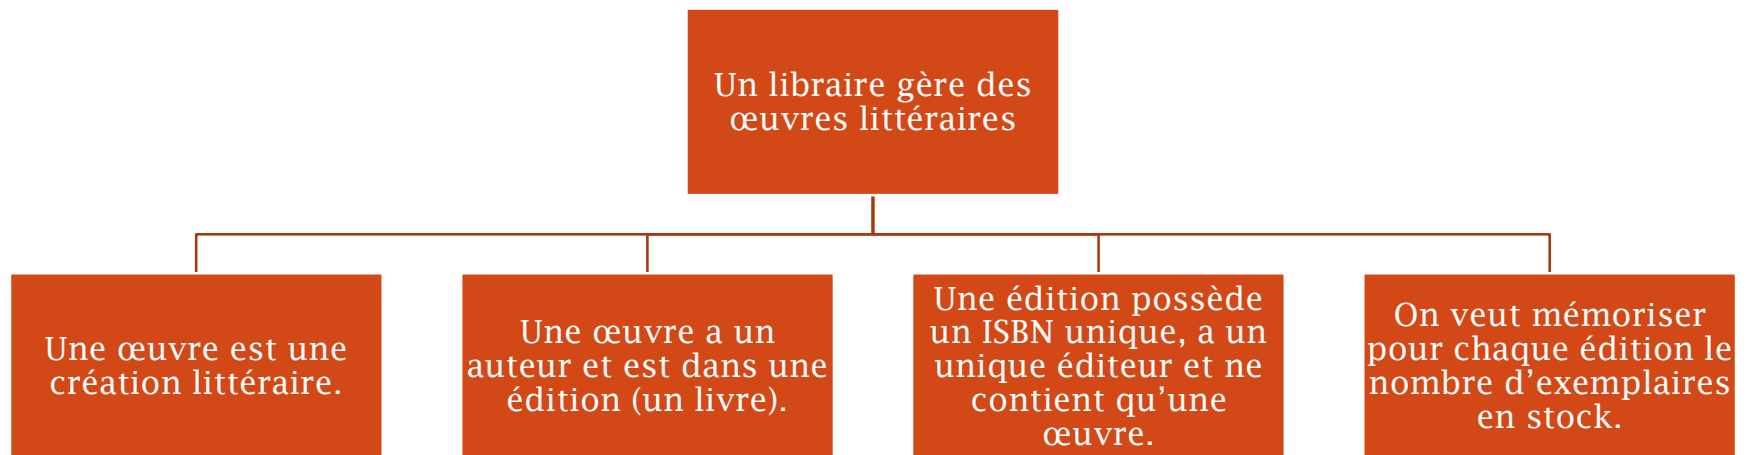 Un libraire gère des
œuvres littéraires
Une œuvre est une
création littéraire.
Une œuvre a un
auteur et est dans une
édition (un livre).
Une édition possède
un ISBN unique, a un
unique éditeur et ne
contient qu’une
œuvre.
On veut mémoriser
pour chaque édition le
nombre d’exemplaires
en stock.